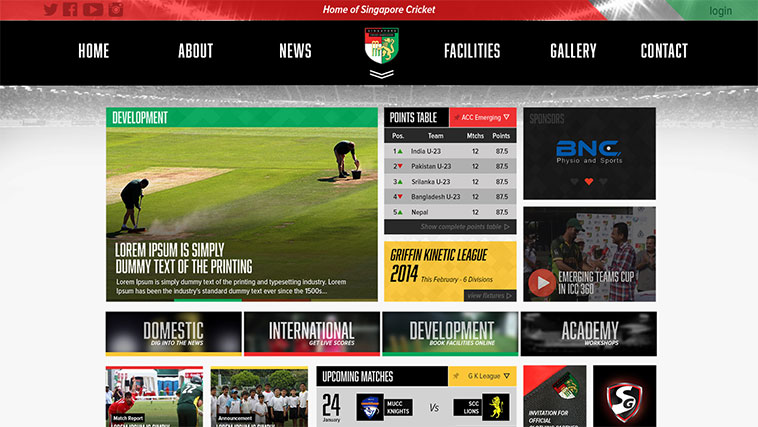 Home of Singapore Cricket
login
HOME
ABOUT
NEWS
FACILITIES
GALLERY
CONTACT
DEVELOPMENT
LOREM IPSUM IS SIMPLY
DUMMY TEXT OF THE PRINTING
Lorem Ipsum is simply dummy text of the printing and typesetting industry. Lorem
Ipsum has been the industry's standard dummy text ever since the 1500s...
POINTS TABLE
ACC Emerging
Pos. Team Mtchs Points
1 India U-23 12 87.5
2 Pakistan U-23 12 87.5
3 Srilanka U-23 12 87.5
4 Bangladesh U-23 12 87.5
5 Nepal 12 87.5
Show complete points table
GRIFFIN KINETIC LEAGUE
2014 This February - 6 Divisions
view fixtures
SPONSORS
BNC
Physio and Sports
EMERGING TEAMS CUP
IN ICC 360
DOMESTIC
DIG INTO THE NEWS
INTERNATIONAL
GET LIVE SCORES
DEVELOPMENT
BOOK FACILITIES ONLINE
ACADEMY
WORKSHOPS
Match Report
Announcement
UPCOMING MATCHES
G K League
24
January
MUCC
KNIGHTS
Vs
SCC
LIONS
INVITATION FOR
OFFICIAL
SG